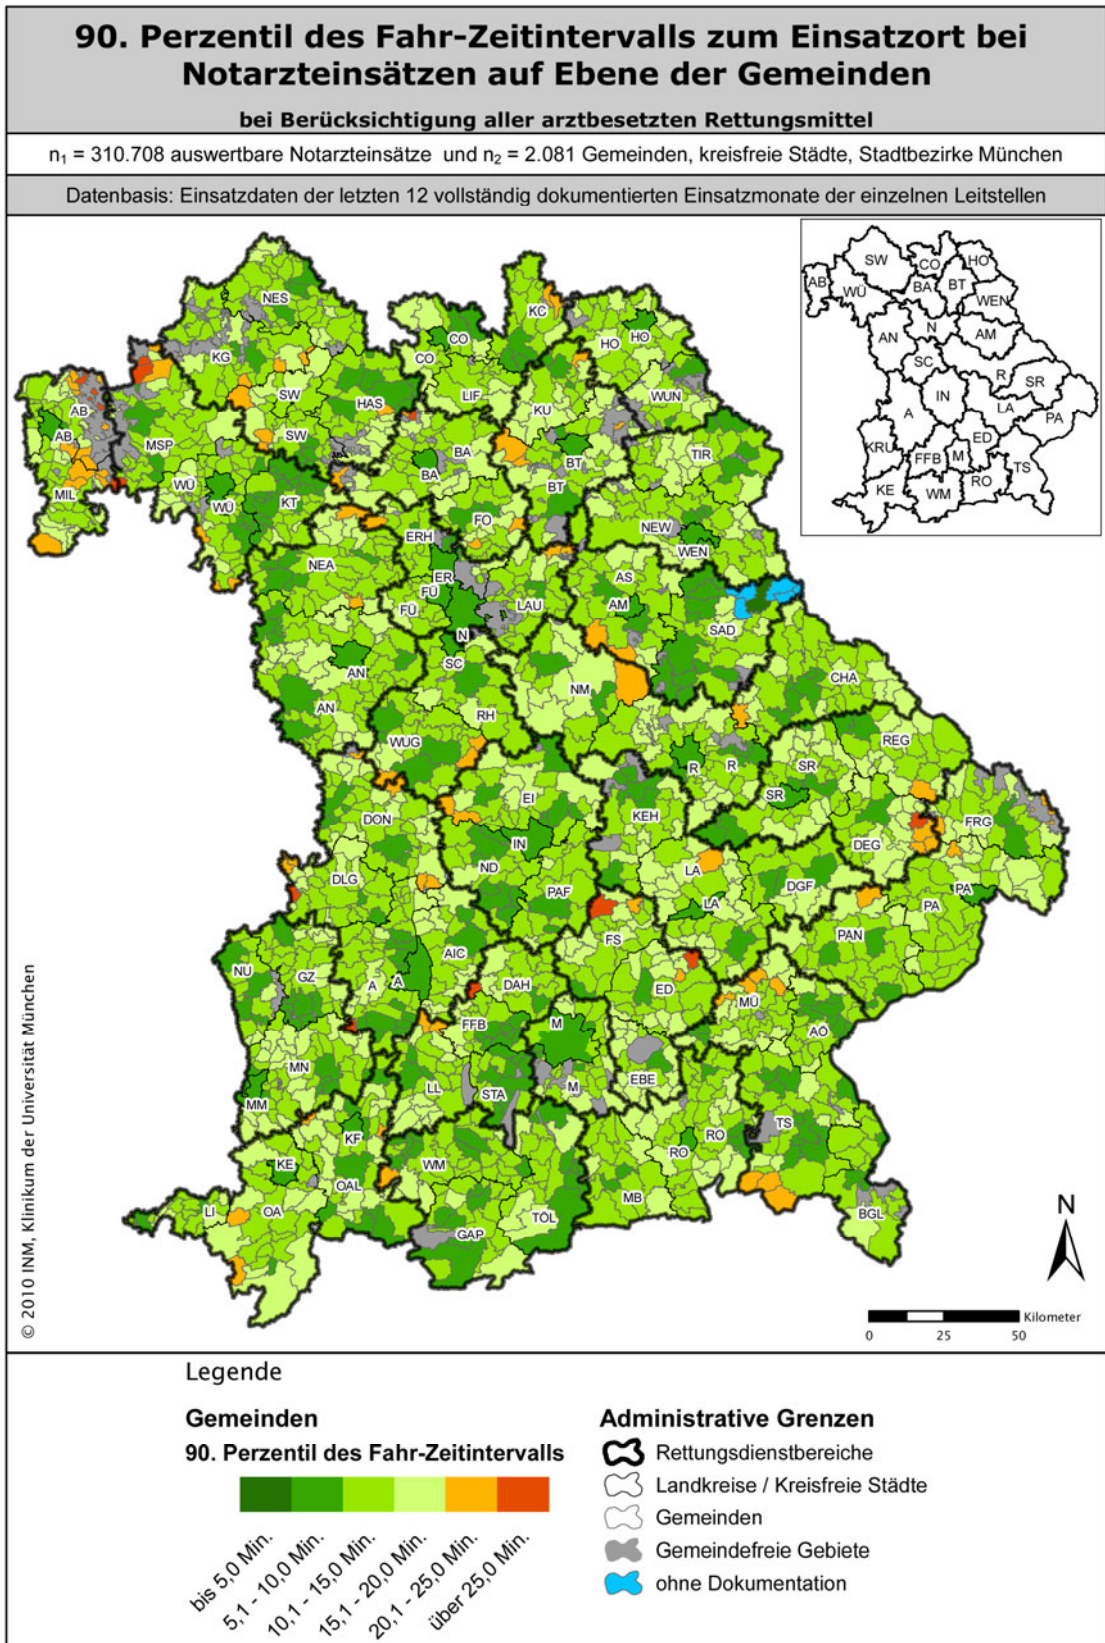 90. Perzentil des Fahr-Zeitintervalls zum Einsatzort bei
Notarzteinsätzen auf Ebene der Gemeinden
bei Berücksichtigung aller arztbesetzten Rettungsmittel
n₁ = 310.708 auswertbare Notarzteinsätze und n₂ = 2.081 Gemeinden, kreisfreie Städte, Stadtbezirke München
Datenbasis: Einsatzdaten der letzten 12 vollständig dokumentierten Einsatzmonate der einzelnen Leitstellen
SW
CO
HO
AB
WÜ
BA
BT
WEN
AN
N
AM
SC
R
SR
IN
A
LA
PA
KRU
FFB
M
ED
TS
KE
WM
RO
NES
KC
CO
HO
HO
KG
CO
SW
HAS
LIF
KU
WUN
AB
AB
MSP
SW
BA
BA
BT
BT
TIR
MIL
WÜ
WÜ
KT
FO
ERH
NEW
WEN
NEA
ER
FÜ
FÜ
LAU
AS
AM
N
SAD
SC
AN
NM
CHA
AN
RH
WUG
R
R
SR
REG
SR
DON
EI
KEH
FRG
IN
DEG
DLG
ND
LA
PAF
DGF
LA
PA
PA
FS
PAN
NU
GZ
AIC
A
A
DAH
ED
MÜ
FFB
M
AÖ
MN
LL
STA
M
EBE
MM
TS
KF
RO
RO
KE
WM
OAL
MB
LI
OA
TÖL
GAP
BGL
N
Kilometer
0 25 50
© 2010 INM, Klinikum der Universität München
Legende
Gemeinden
90. Perzentil des Fahr-Zeitintervalls
bis 5,0 Min.
5,1 - 10,0 Min.
10,1 - 15,0 Min.
15,1 - 20,0 Min.
20,1 - 25,0 Min.
über 25,0 Min.
Administrative Grenzen
Rettungsdienstbereiche
Landkreise / Kreisfreie Städte
Gemeinden
Gemeindefreie Gebiete
ohne Dokumentation